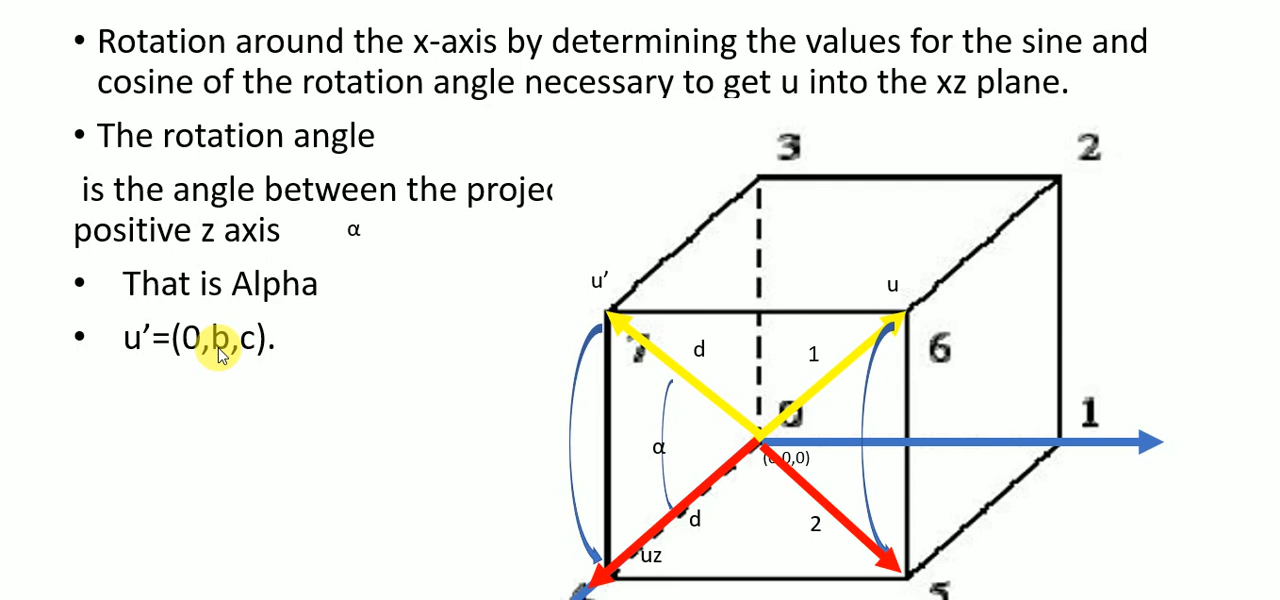 • Rotation around the x-axis by determining the values for the sine and
cosine of the rotation angle necessary to get u into the xz plane.
• The rotation angle
is the angle between the
positive z axis α
• That is Alpha
• u’=(0,b,c).
3 2
u’ u
7 d 1 6
0 1
α (0,0,0)
d 2
uz
5